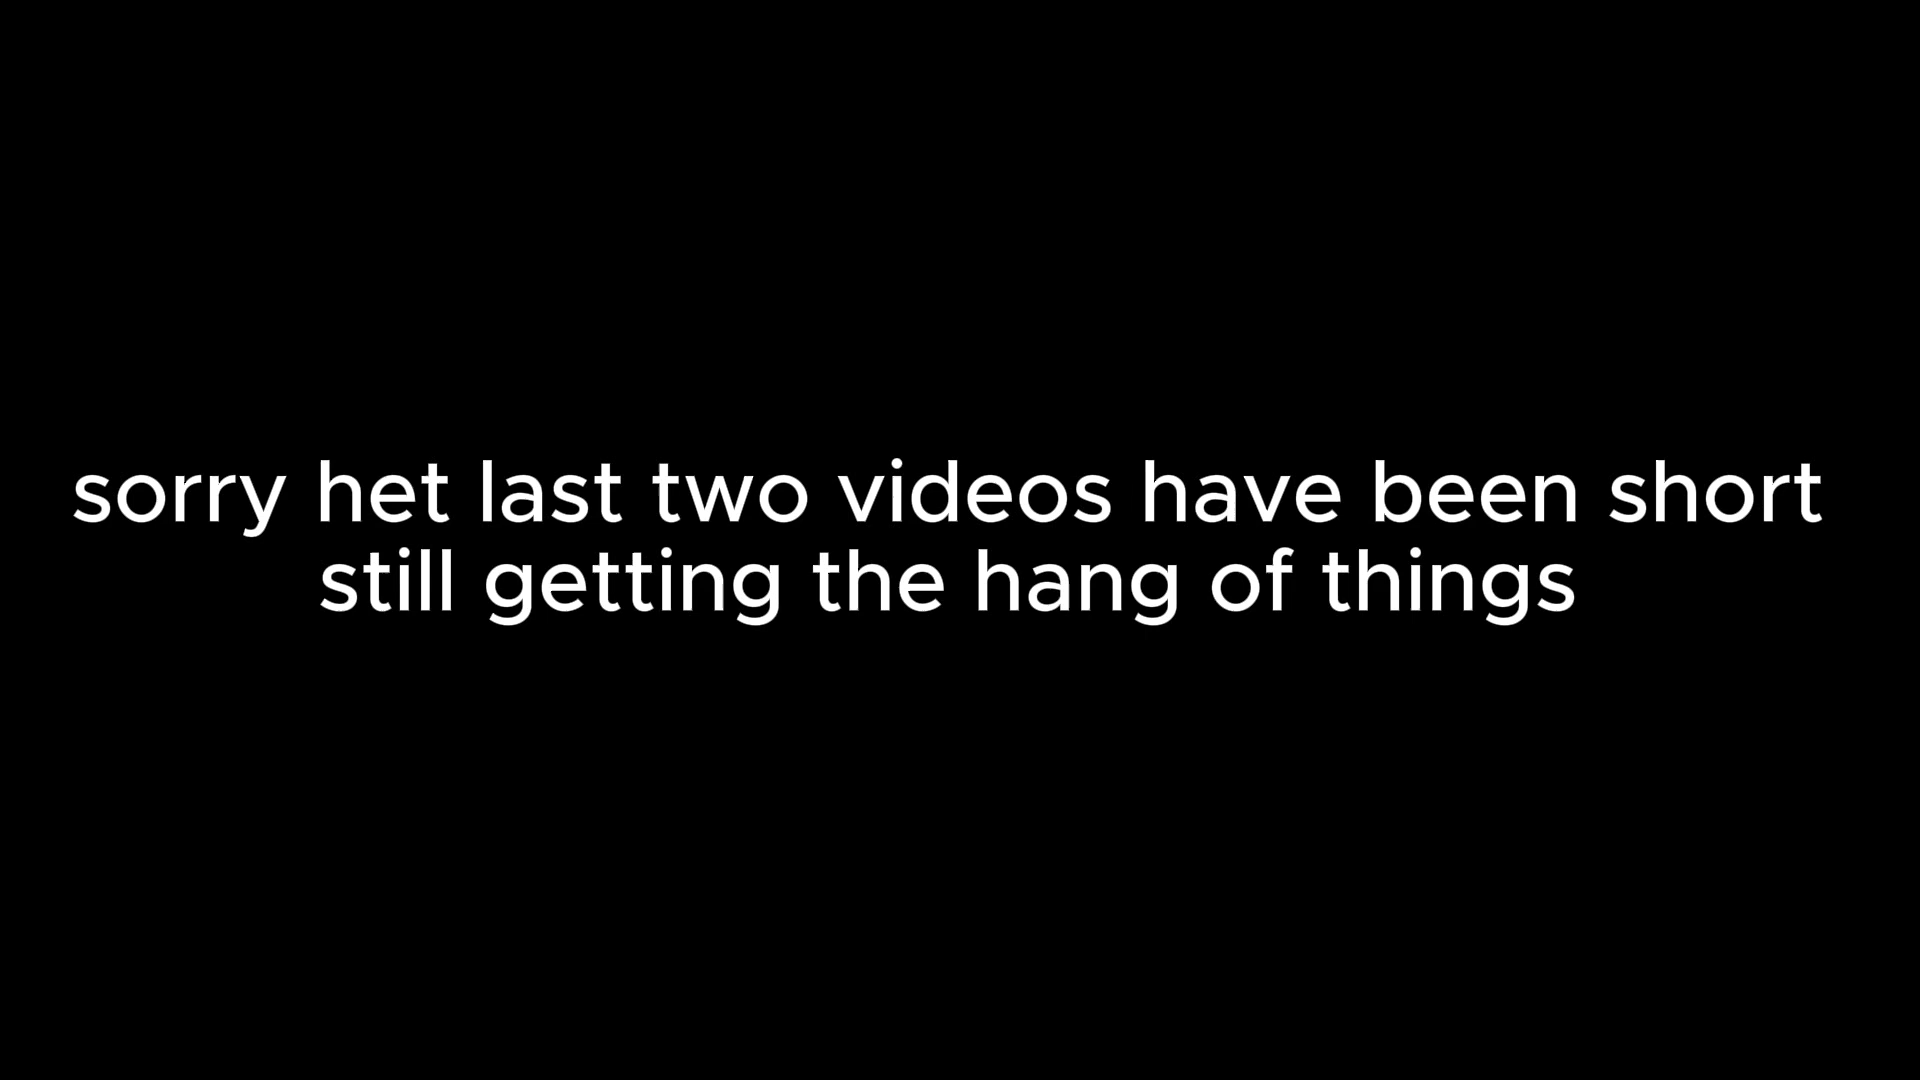 sorry het last two videos have been short
still getting the hang of things